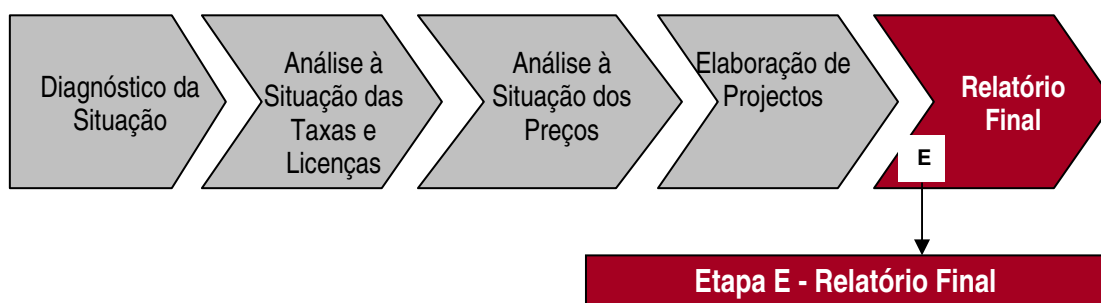 Diagnóstico da
Situação
Análise à
Situação das
Taxas e
Licenças
Análise à
Situação dos
Preços
Elaboração de
Projectos
Relatório
Final
E
Etapa E - Relatório Final